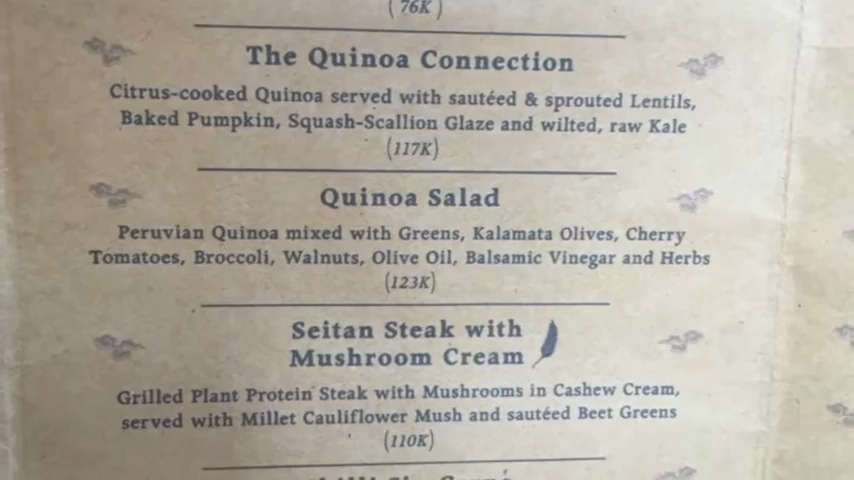 (76K)
The Quinoa Connection
Citrus-cooked Quinoa served with sautéed & sprouted Lentils,
Baked Pumpkin, Squash-Scallion Glaze and wilted, raw Kale
(117K)
Quinoa Salad
Peruvian Quinoa mixed with Greens, Kalamata Olives, Cherry
Tomatoes, Broccoli, Walnuts, Olive Oil, Balsamic Vinegar and Herbs
(123K)
Seitan Steak with
Mushroom Cream
Grilled Plant Protein Steak with Mushrooms in Cashew Cream,
served with Millet Cauliflower Mush and sautéed Beet Greens
(110K)